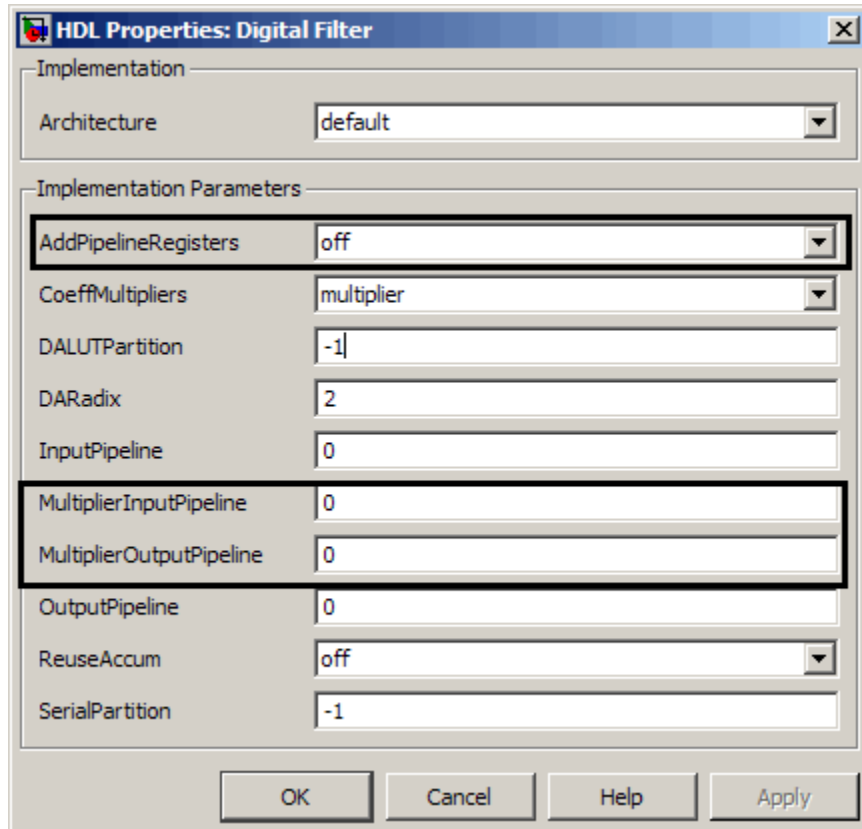 HDL Properties: Digital Filter
Implementation
Architecture default
Implementation Parameters
AddPipelineRegisters off
CoeffMultipliers multiplier
DALUTPartition -1
DARadix 2
InputPipeline 0
MultiplierInputPipeline 0
MultiplierOutputPipeline 0
OutputPipeline 0
ReuseAccum off
SerialPartition -1
OK Cancel Help Apply